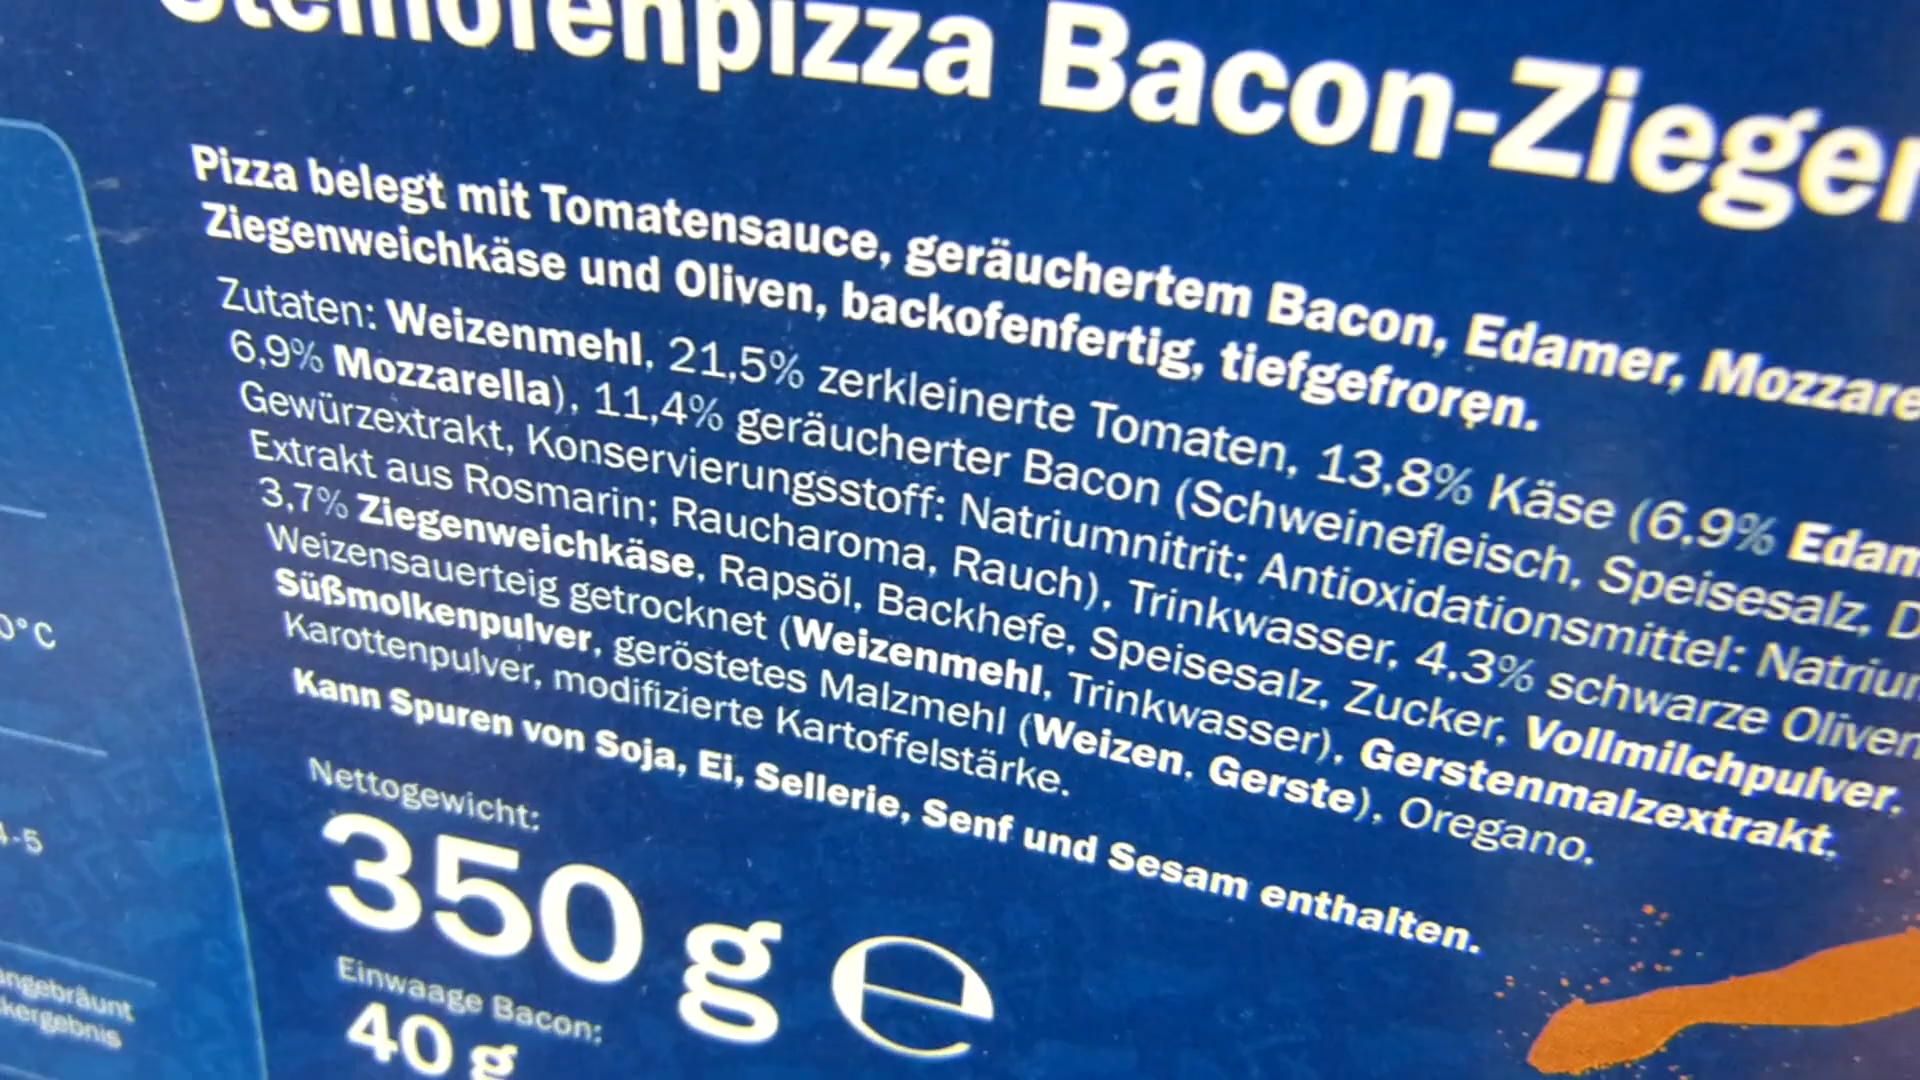 Steinofenpizza Bacon-Ziegen
Pizza belegt mit Tomatensauce, geräuchertem Bacon, Edamer, Mozzare
Ziegenweichkäse und Oliven, backofenfertig, tiefgefroren.
Zutaten: Weizenmehl, 21,5% zerkleinerte Tomaten, 13,8% Käse (6,9% Edam
6,9% Mozzarella), 11,4% geräucherter Bacon (Schweinefleisch, Speisesalz, D
Gewürzextrakt, Konservierungsstoff: Natriumnitrit; Antioxidationsmittel: Natrium
Extrakt aus Rosmarin; Raucharoma, Rauch), Trinkwasser, 4,3% schwarze Oliven
3,7% Ziegenweichkäse, Rapsöl, Backhefe, Speisesalz, Zucker, Vollmilchpulver,
Weizensauerteig getrocknet (Weizenmehl, Trinkwasser), Gerstenmalzextrakt,
Süßmolkenpulver, geröstetes Malzmehl (Weizen, Gerste), Oregano,
Karottenpulver, modifizierte Kartoffelstärke.
Kann Spuren von Soja, Ei, Sellerie, Senf und Sesam enthalten.
Nettogewicht:
350 g e
Einwaage Bacon:
40 g
0°C
4-5
angebräunt
kergebnis